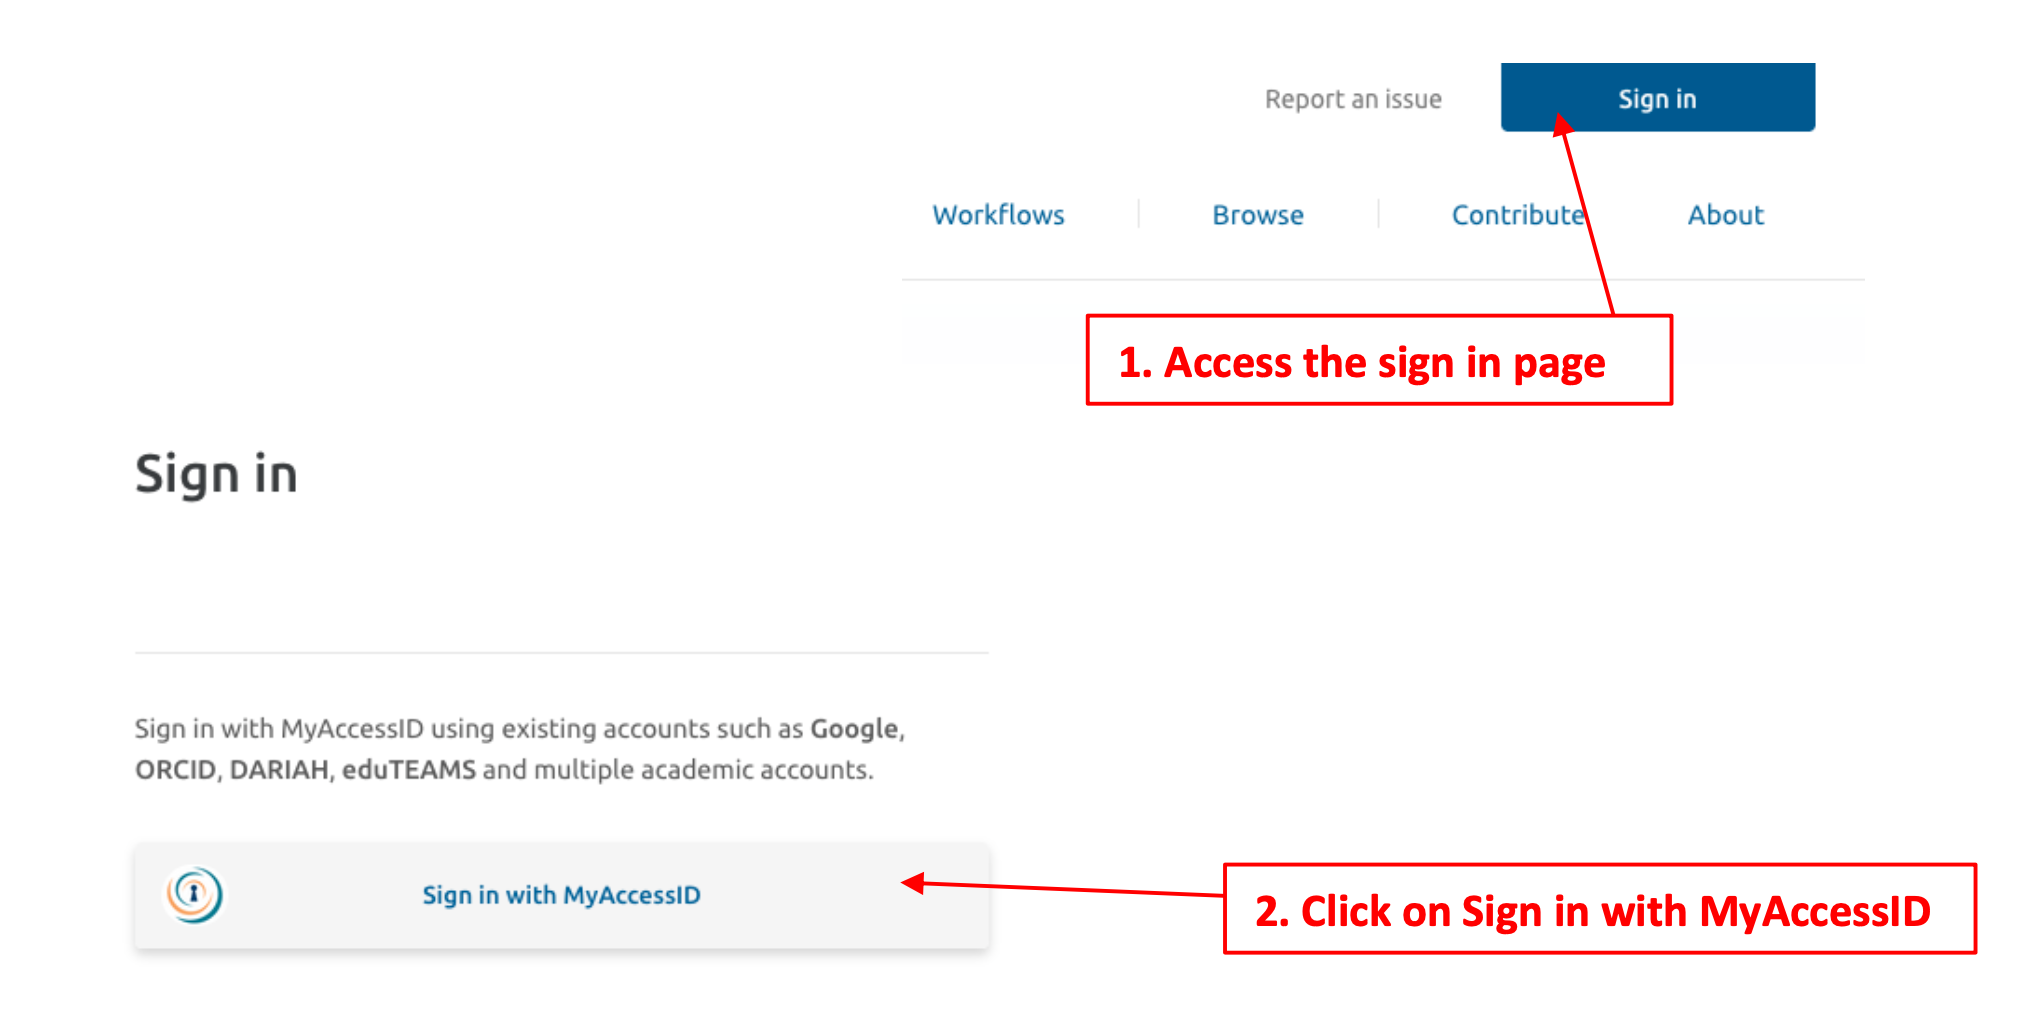 Report an issue
Sign in
Workflows
Browse
Contribute
About
1. Access the sign in page
Sign in
Sign in with MyAccessID using existing accounts such as Google,
ORCID, DARIAH, eduTEAMS and multiple academic accounts.
Sign in with MyAccessID
2. Click on Sign in with MyAccessID